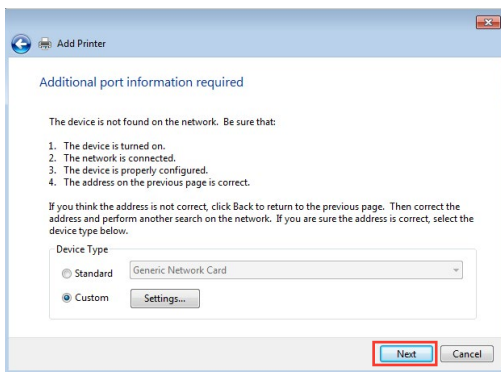 Add Printer
Additional port information required
The device is not found on the network. Be sure that:
1. The device is turned on.
2. The network is connected.
3. The device is properly configured.
4. The address on the previous page is correct.
If you think the address is not correct, click Back to return to the previous page. Then correct the
address and perform another search on the network. If you are sure the address is correct, select the
device type below.
Device Type
Standard Generic Network Card
Custom Settings...
Next Cancel